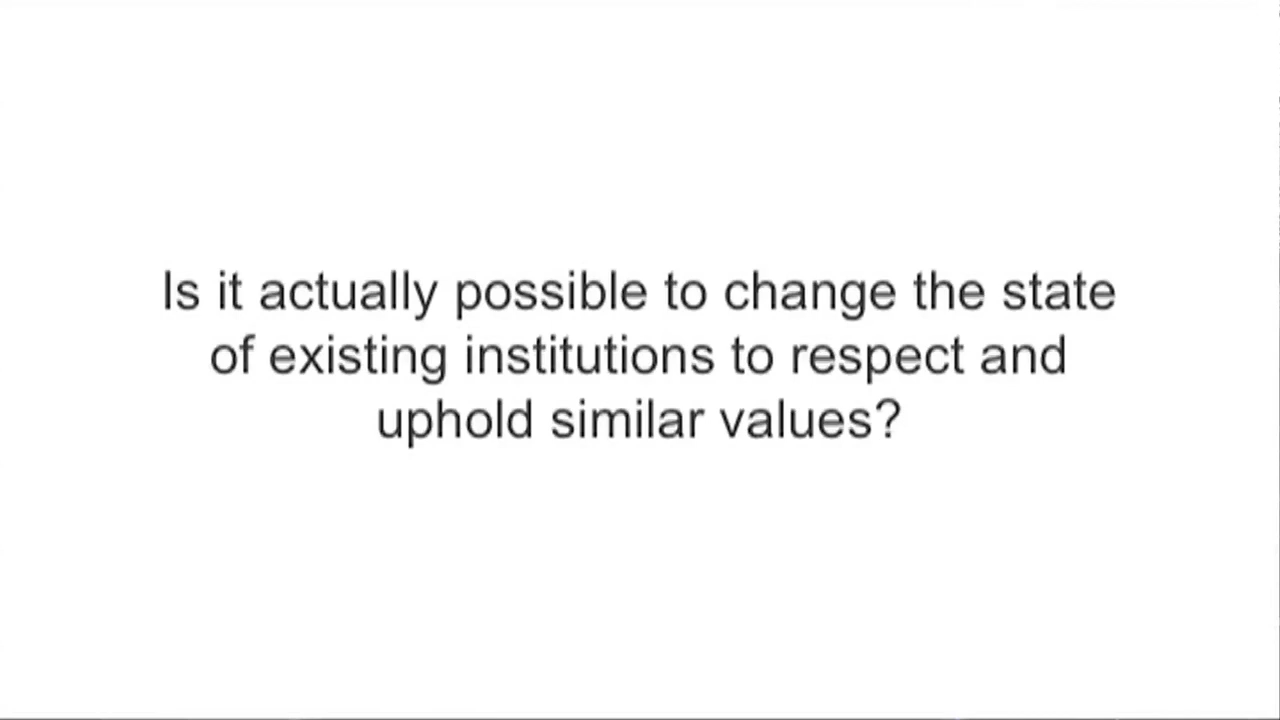 Is it actually possible to change the state
of existing institutions to respect and
uphold similar values?